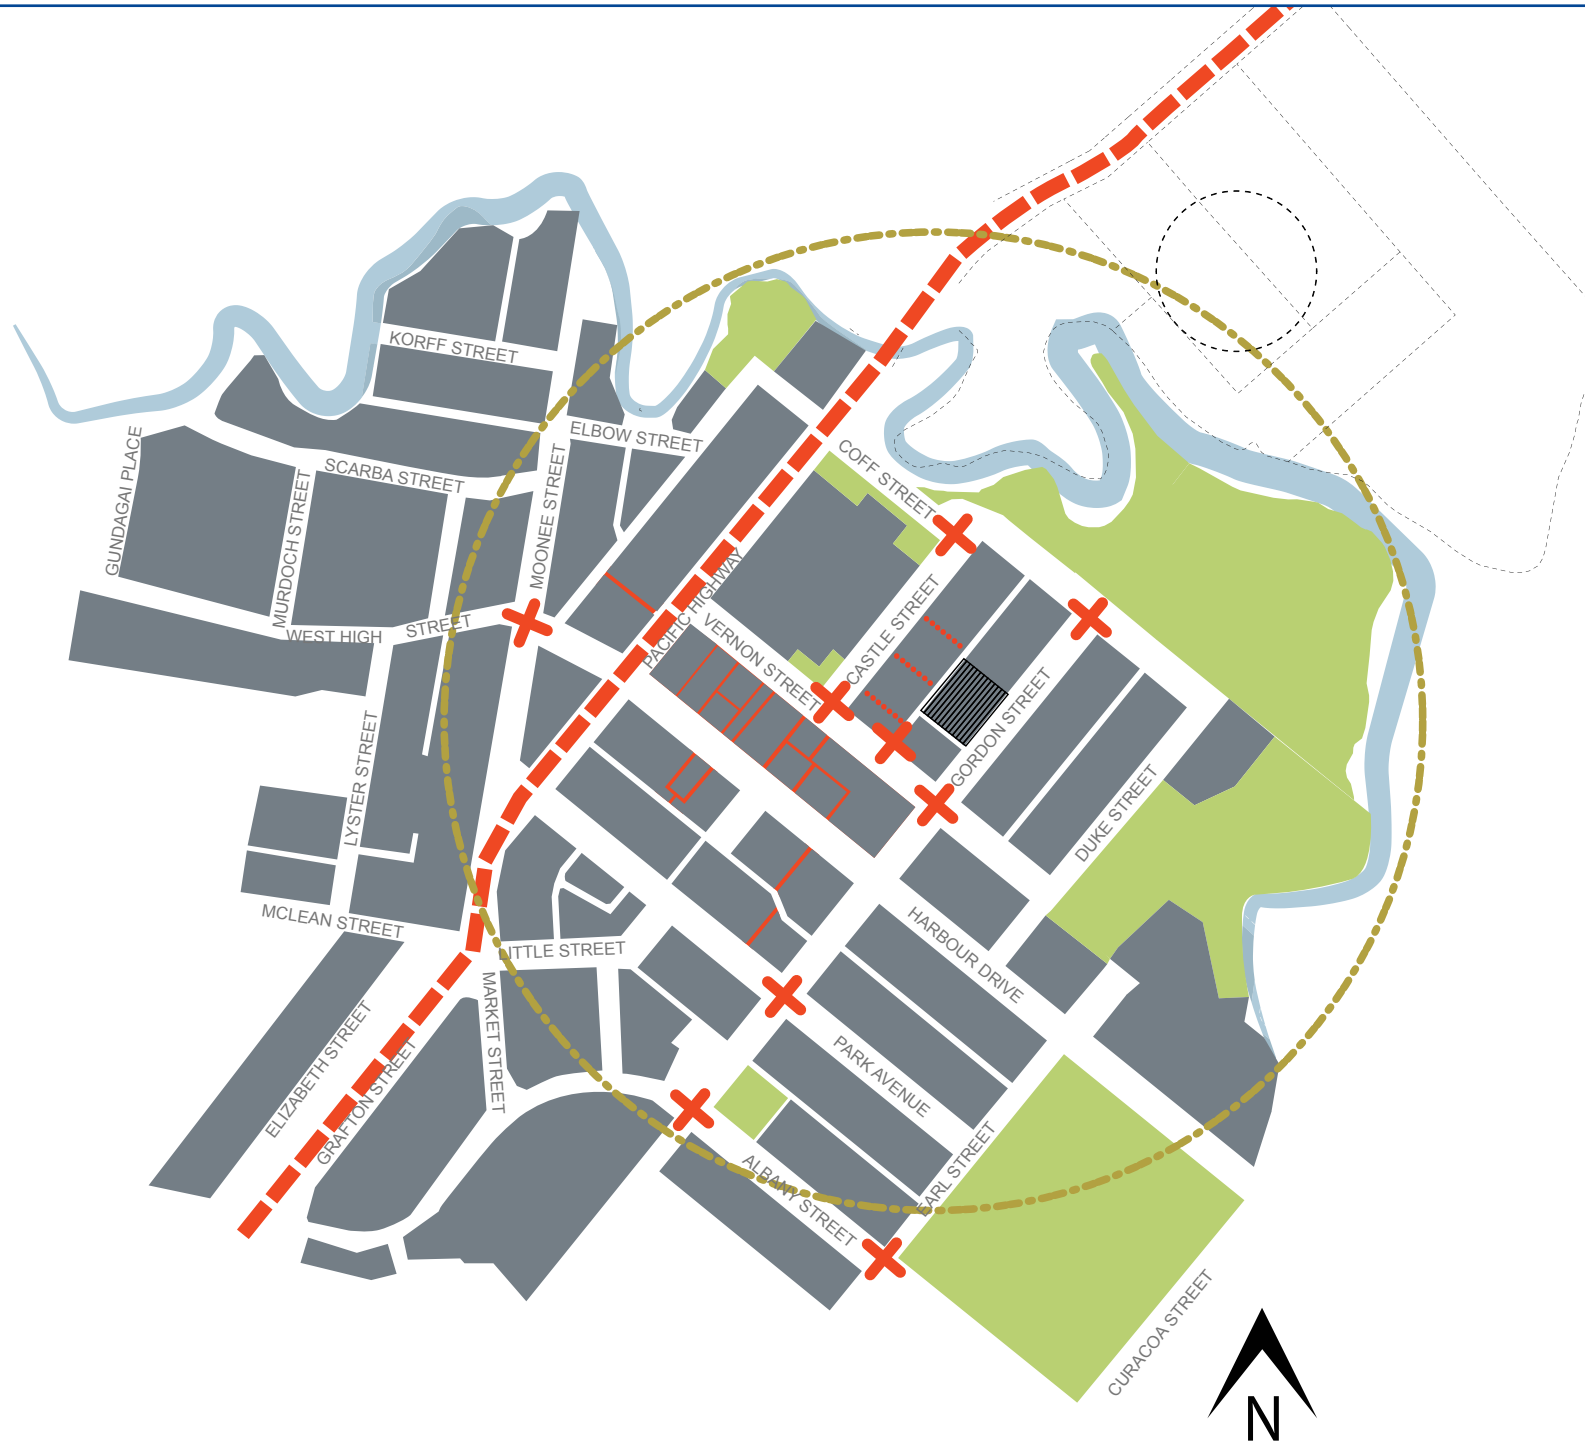 KORFF STREET
ELBOW STREET
GUNDAGAI PLACE
SCARBA STREET
MURDOCH STREET
MOONEE STREET
COFF STREET
WEST HIGH STREET
PACIFIC HIGHWAY
VERNON STREET
CASTLE STREET
GORDON STREET
LYSTER STREET
DUKE STREET
MCLEAN STREET
LITTLE STREET
HARBOUR DRIVE
MARKET STREET
ELIZABETH STREET
GRAFTON STREET
PARK AVENUE
EARL STREET
ALBANY STREET
CURACOA STREET
N